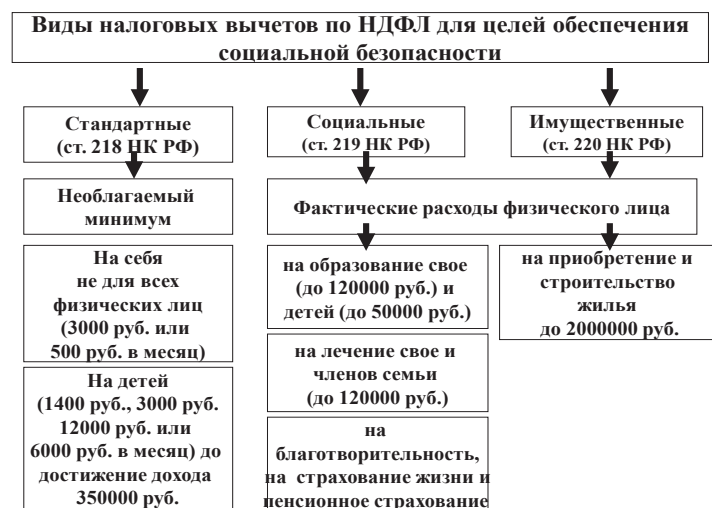 Виды налоговых вычетов по НДФЛ для целей обеспечения
социальной безопасности
Стандартные
(ст. 218 НК РФ)
Социальные
(ст. 219 НК РФ)
Имущественные
(ст. 220 НК РФ)
Необлагаемый
минимум
Фактические расходы физического лица
На себя
не для всех
физических лиц
(3000 руб. или
500 руб. в месяц)
На детей
(1400 руб., 3000 руб.
12000 руб. или
6000 руб. в месяц) до
достижение дохода
350000 руб.
на образование свое
(до 120000 руб.) и
детей (до 50000 руб.)
на лечение свое и
членов семьи
(до 120000 руб.)
на
благотворительность,
на страхование жизни и
пенсионное страхование
на приобретение и
строительство
жилья
до 2000000 руб.